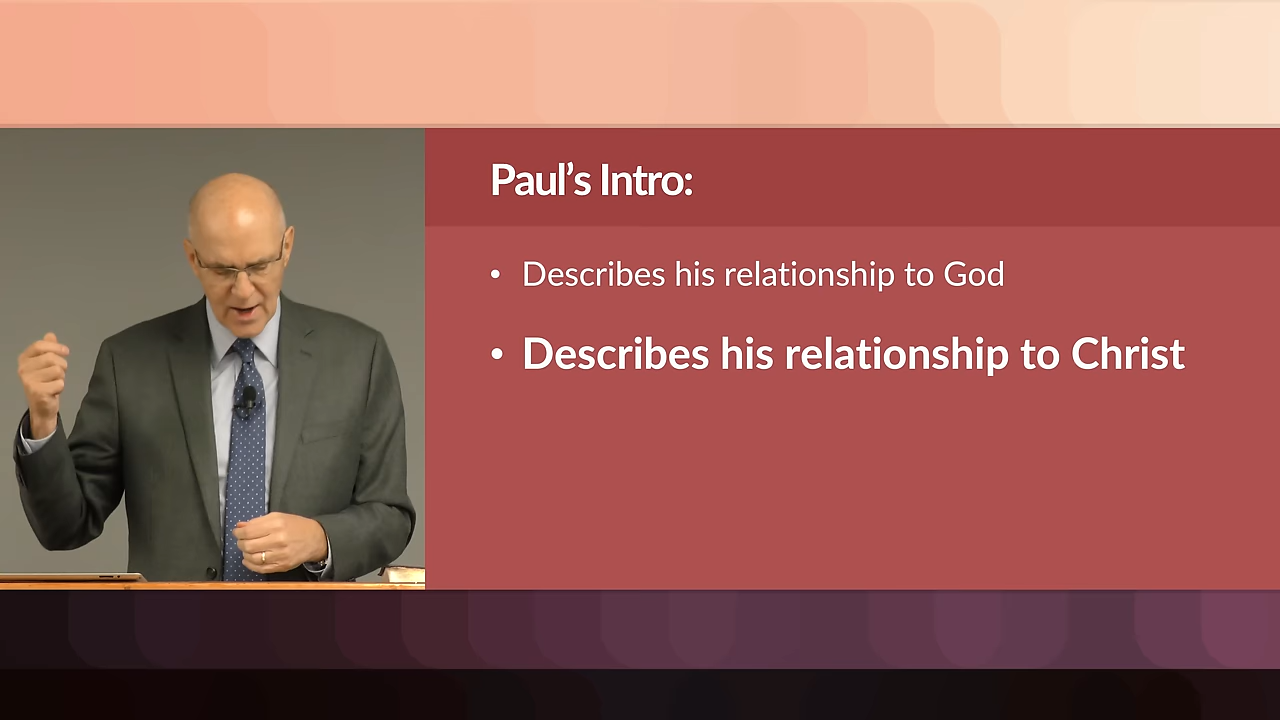 Paul’s Intro:
• Describes his relationship to God
• Describes his relationship to Christ